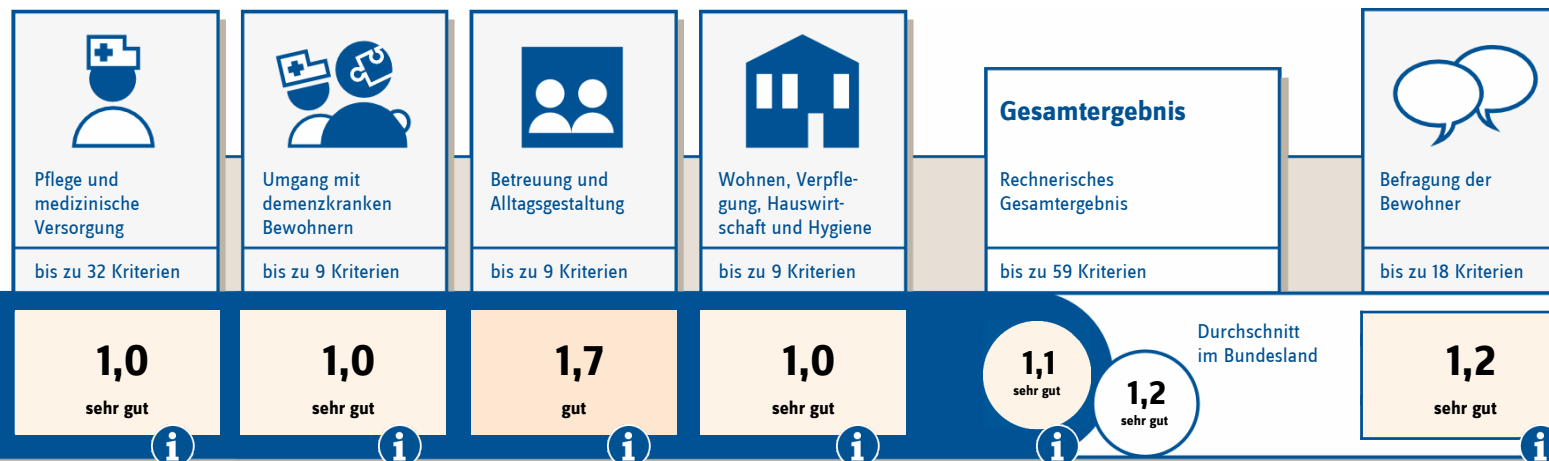 Pflege und
medizinische
Versorgung
bis zu 32 Kriterien
1,0
sehr gut
i
Umgang mit
demenzkranken
Bewohnern
bis zu 9 Kriterien
1,0
sehr gut
i
Betreuung und
Alltagsgestaltung
bis zu 9 Kriterien
1,7
gut
i
Wohnen, Verpfle-
gung, Hauswirt-
schaft und Hygiene
bis zu 9 Kriterien
1,0
sehr gut
i
Gesamtergebnis
Rechnerisches
Gesamtergebnis
bis zu 59 Kriterien
1,1
sehr gut
i
Durchschnitt
im Bundesland
1,2
sehr gut
Befragung der
Bewohner
bis zu 18 Kriterien
1,2
sehr gut
i